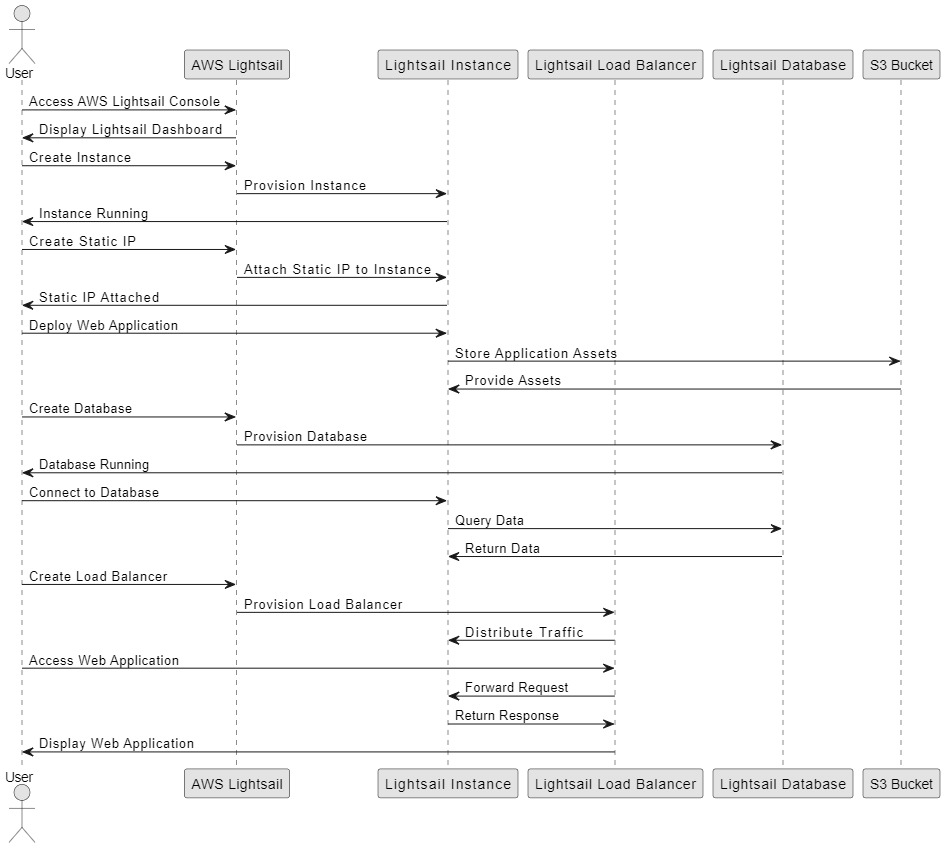 User
AWS Lightsail
Lightsail Instance
Lightsail Load Balancer
Lightsail Database
S3 Bucket
Access AWS Lightsail Console
Display Lightsail Dashboard
Create Instance
Provision Instance
Instance Running
Create Static IP
Attach Static IP to Instance
Static IP Attached
Deploy Web Application
Store Application Assets
Provide Assets
Create Database
Provision Database
Database Running
Connect to Database
Query Data
Return Data
Create Load Balancer
Provision Load Balancer
Distribute Traffic
Access Web Application
Forward Request
Return Response
Display Web Application
User
AWS Lightsail
Lightsail Instance
Lightsail Load Balancer
Lightsail Database
S3 Bucket